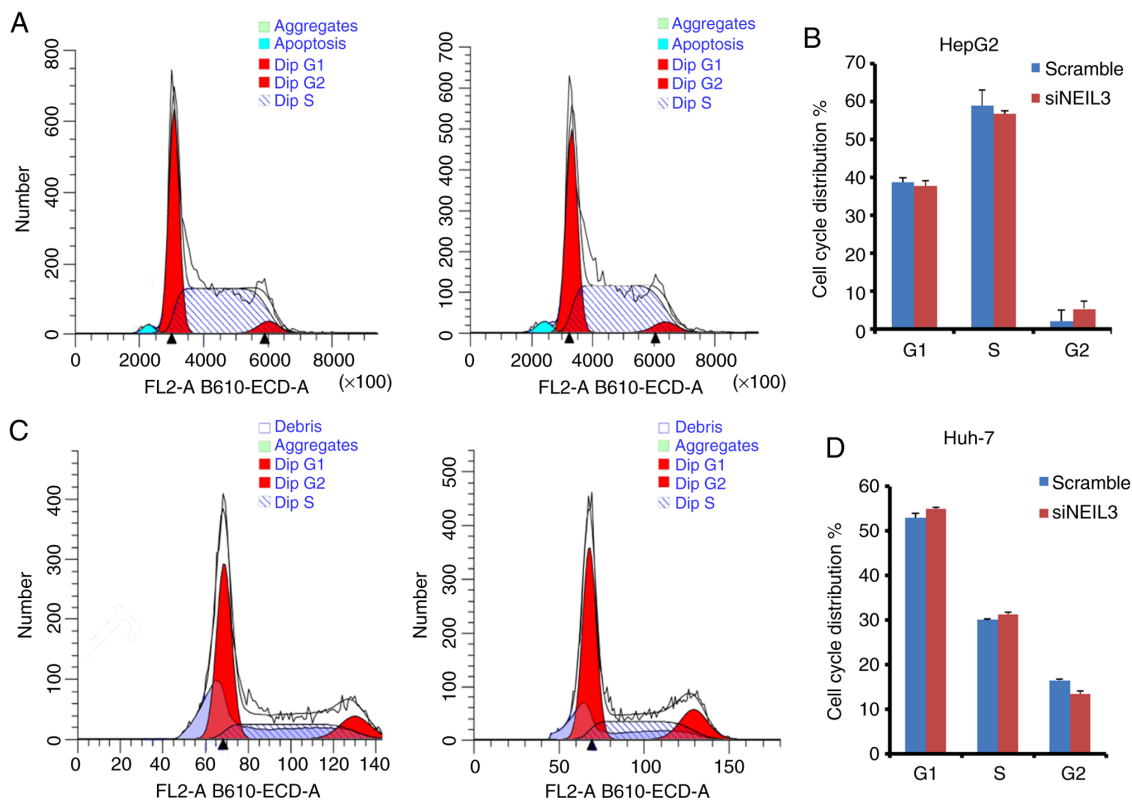 A
Aggregates
Apoptosis
Dip G1
Dip G2
Dip S
800
600
400
200
0
Number
0 2000 4000 6000 8000
FL2-A B610-ECD-A (×100)
Aggregates
Apoptosis
Dip G1
Dip G2
Dip S
700
600
500
400
300
200
100
0
0 2000 4000 6000 8000
FL2-A B610-ECD-A (×100)
B
HepG2
Scramble
siNEIL3
70
60
50
40
30
20
10
0
Cell cycle distribution %
G1 S G2
C
Debris
Aggregates
Dip G1
Dip G2
Dip S
400
300
200
100
0
Number
0 20 40 60 80 100 120 140
FL2-A B610-ECD-A
Debris
Aggregates
Dip G1
Dip G2
Dip S
500
400
300
200
100
0
Number
0 50 100 150
FL2-A B610-ECD-A
D
Huh-7
Scramble
siNEIL3
60
50
60
30
20
10
0
Cell cycle distribution %
G1 S G2